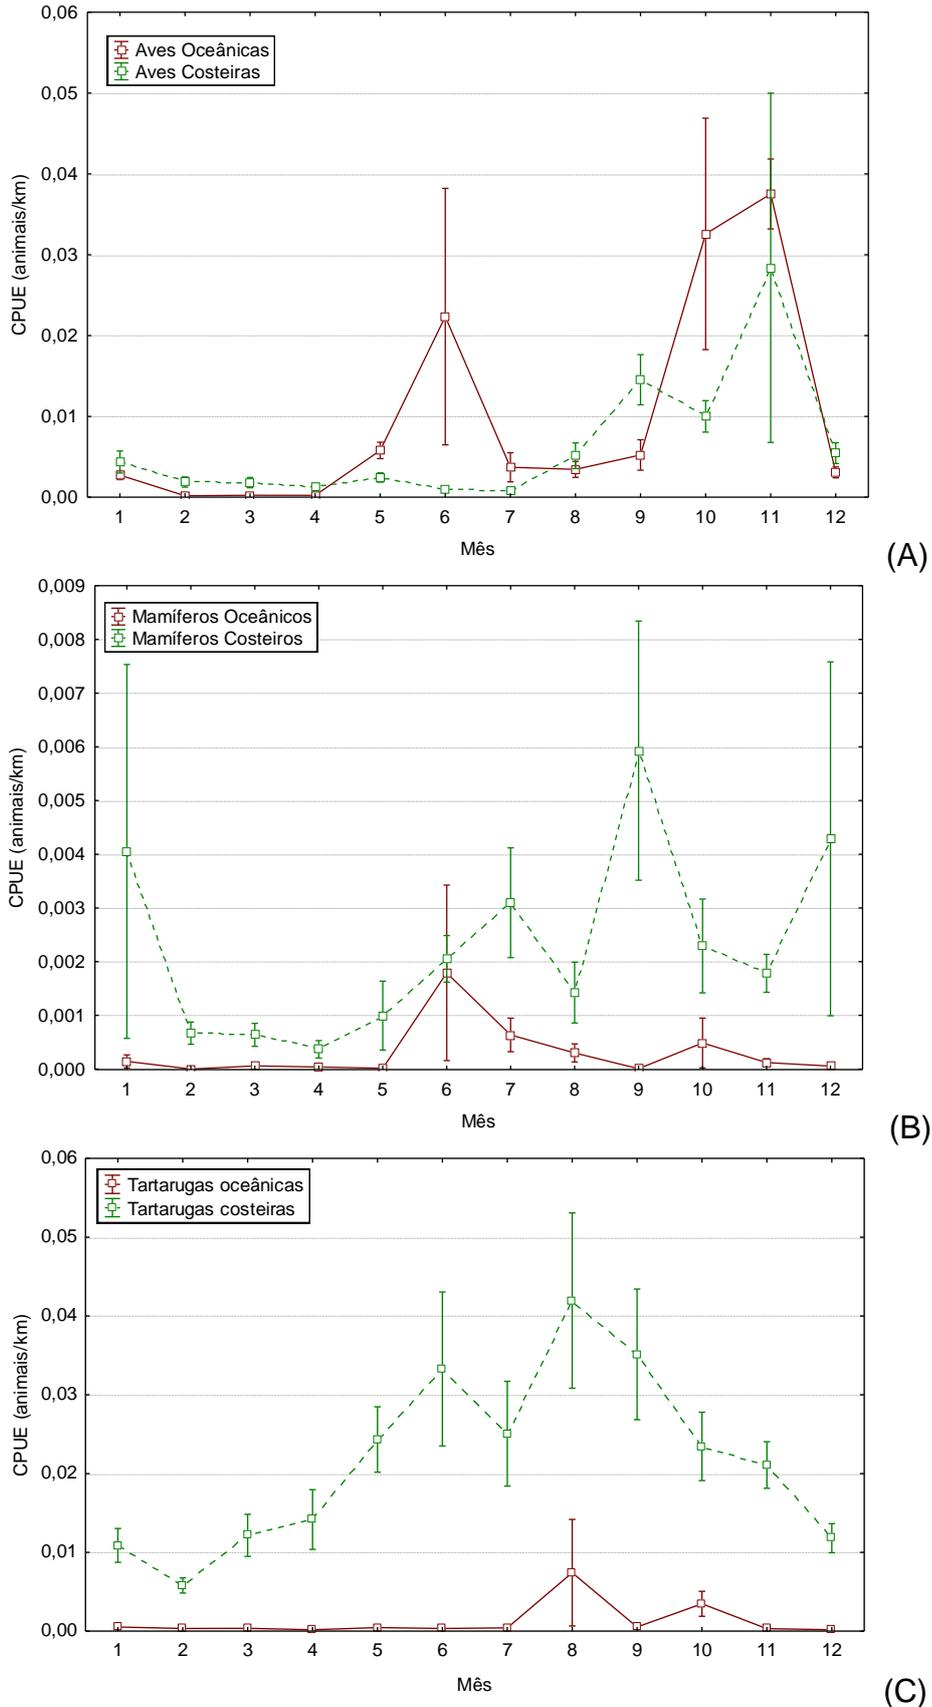 0,06
Aves Oceânicas
Aves Costeiras
0,05
0,04
0,03
0,02
0,01
0,00
CPUE (animais/km)
1 2 3 4 5 6 7 8 9 10 11 12
Mês
(A)
0,009
Mamíferos Oceânicos
Mamíferos Costeiros
0,008
0,007
0,006
0,005
0,004
0,003
0,002
0,001
0,000
CPUE (animais/km)
1 2 3 4 5 6 7 8 9 10 11 12
Mês
(B)
0,06
Tartarugas oceânicas
Tartarugas costeiras
0,05
0,04
0,03
0,02
0,01
0,00
CPUE (animais/km)
1 2 3 4 5 6 7 8 9 10 11 12
Mês
(C)